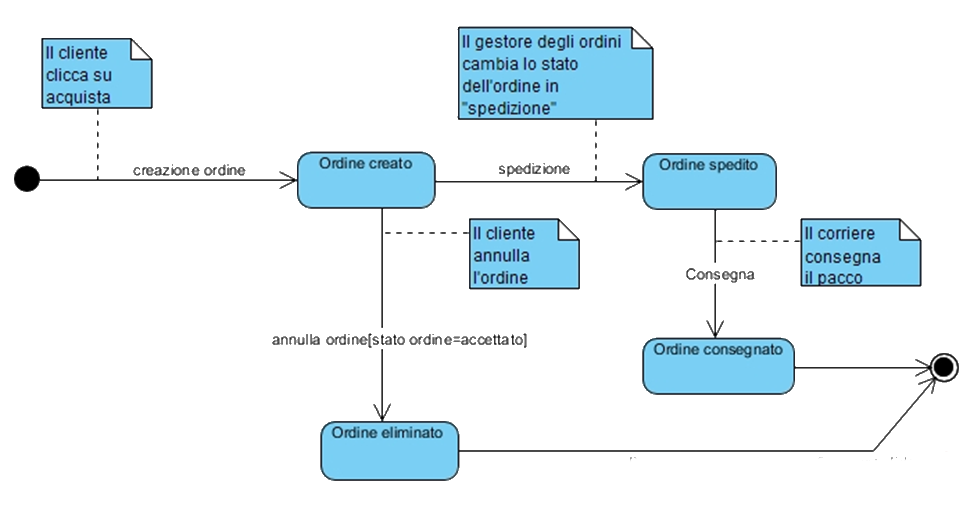 Il cliente
clicca su
acquista
Il gestore degli ordini
cambia lo stato
dell'ordine in
"spedizione"
creazione ordine
Ordine creato
spedizione
Ordine spedito
Il cliente
annulla
l'ordine
Il corriere
consegna
il pacco
Consegna
annulla ordine[stato ordine=accettato]
Ordine consegnato
Ordine eliminato